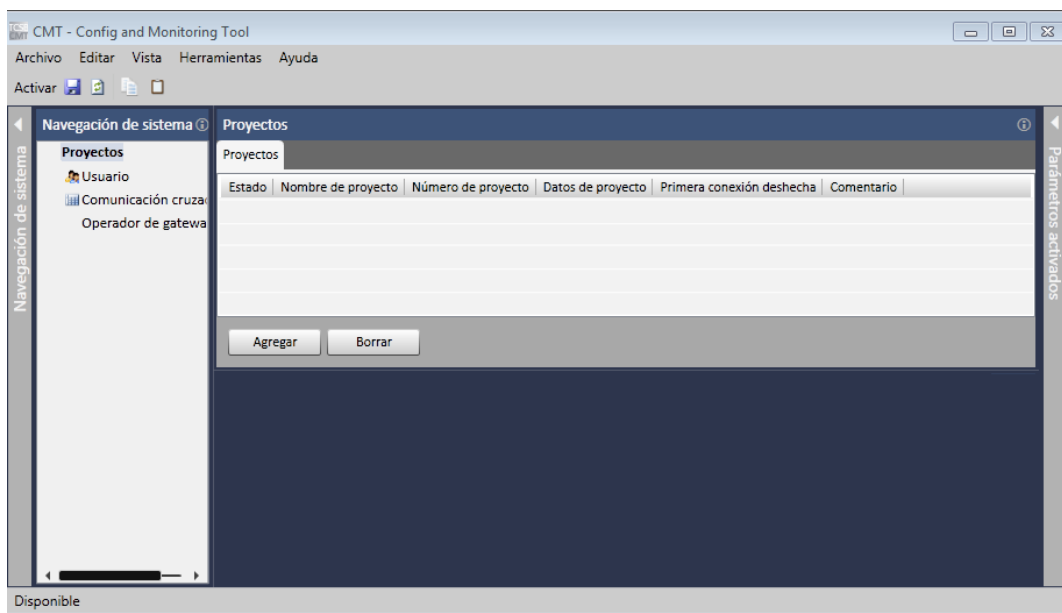 CMT - Config and Monitoring Tool
Archivo Editar Vista Herramientas Ayuda
Activar
Navegación de sistema
Navegación de sistema
Proyectos
Usuario
Comunicación cruza
Operador de gatewa
Proyectos
Proyectos
Estado Nombre de proyecto Número de proyecto Datos de proyecto Primera conexión deshecha Comentario
Agregar Borrar
Parámetros activados
Disponible